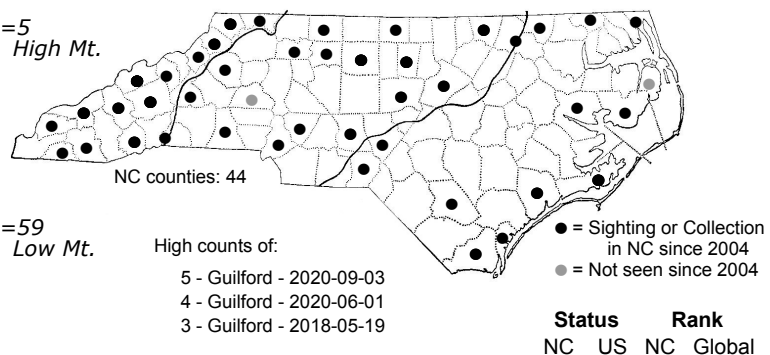 =5
High Mt.
NC counties: 44
=59
Low Mt.
High counts of:
5 - Guilford - 2020-09-03
4 - Guilford - 2020-06-01
3 - Guilford - 2018-05-19
= Sighting or Collection
in NC since 2004
= Not seen since 2004
Status Rank
NC US NC Global